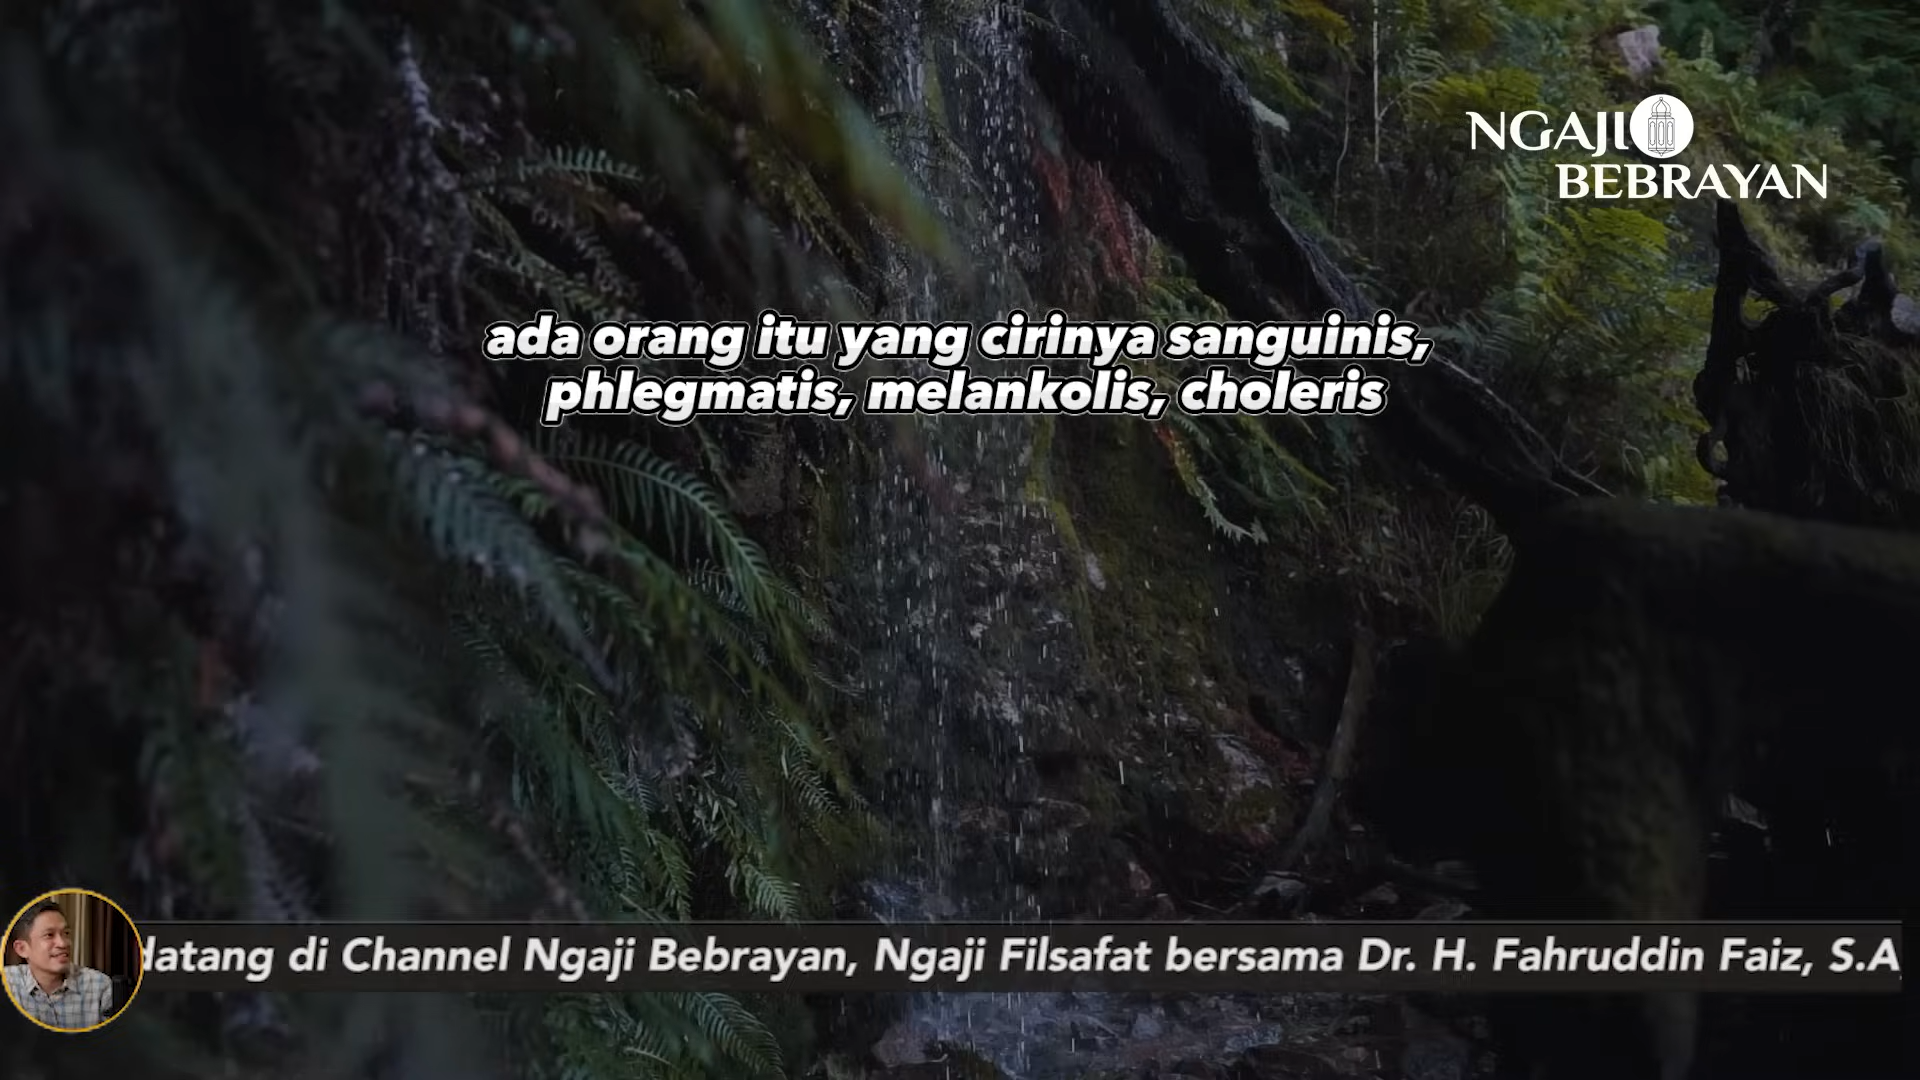 NGAJI
BEBRAYAN
ada orang itu yang cirinya sanguinis,
phlegmatis, melankolis, choleris
datang di Channel Ngaji Bebrayan, Ngaji Filsafat bersama Dr. H. Fahruddin Faiz, S.A